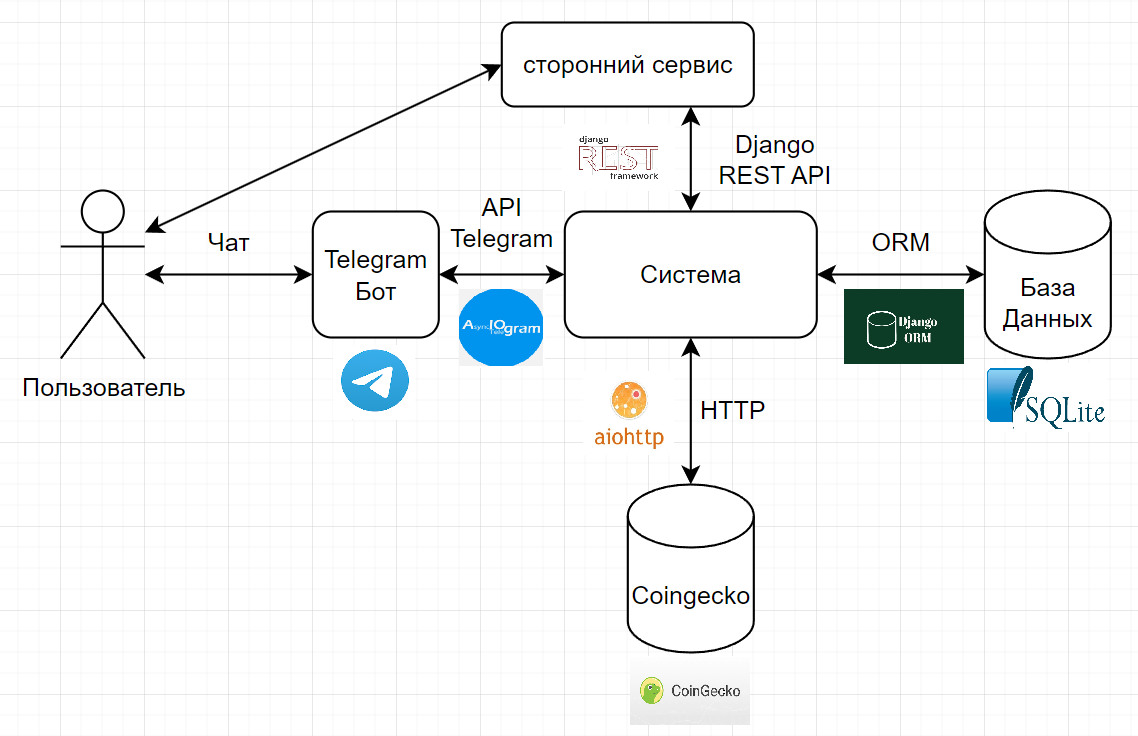 сторонний сервис
django
REST
framework
Django
REST API
API
Telegram
Чат
Telegram
Бот
AsyncIOgram
Система
ORM
Django
ORM
База
Данных
SQLite
Пользователь
HTTP
aiohttp
Coingecko
CoinGecko